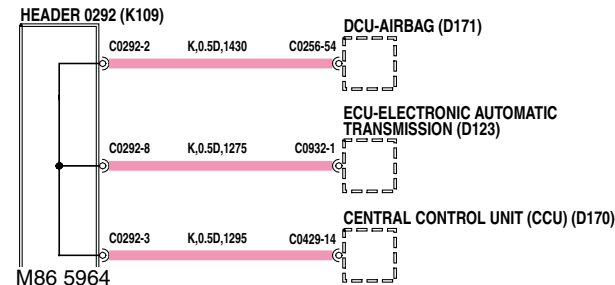 HEADER 0292 (K109)
DCU-AIRBAG (D171)
C0292-2 K,0.5D,1430 C0256-54
ECU-ELECTRONIC AUTOMATIC
TRANSMISSION (D123)
C0292-8 K,0.5D,1275 C0932-1
CENTRAL CONTROL UNIT (CCU) (D170)
C0292-3 K,0.5D,1295 C0429-14
M86 5964